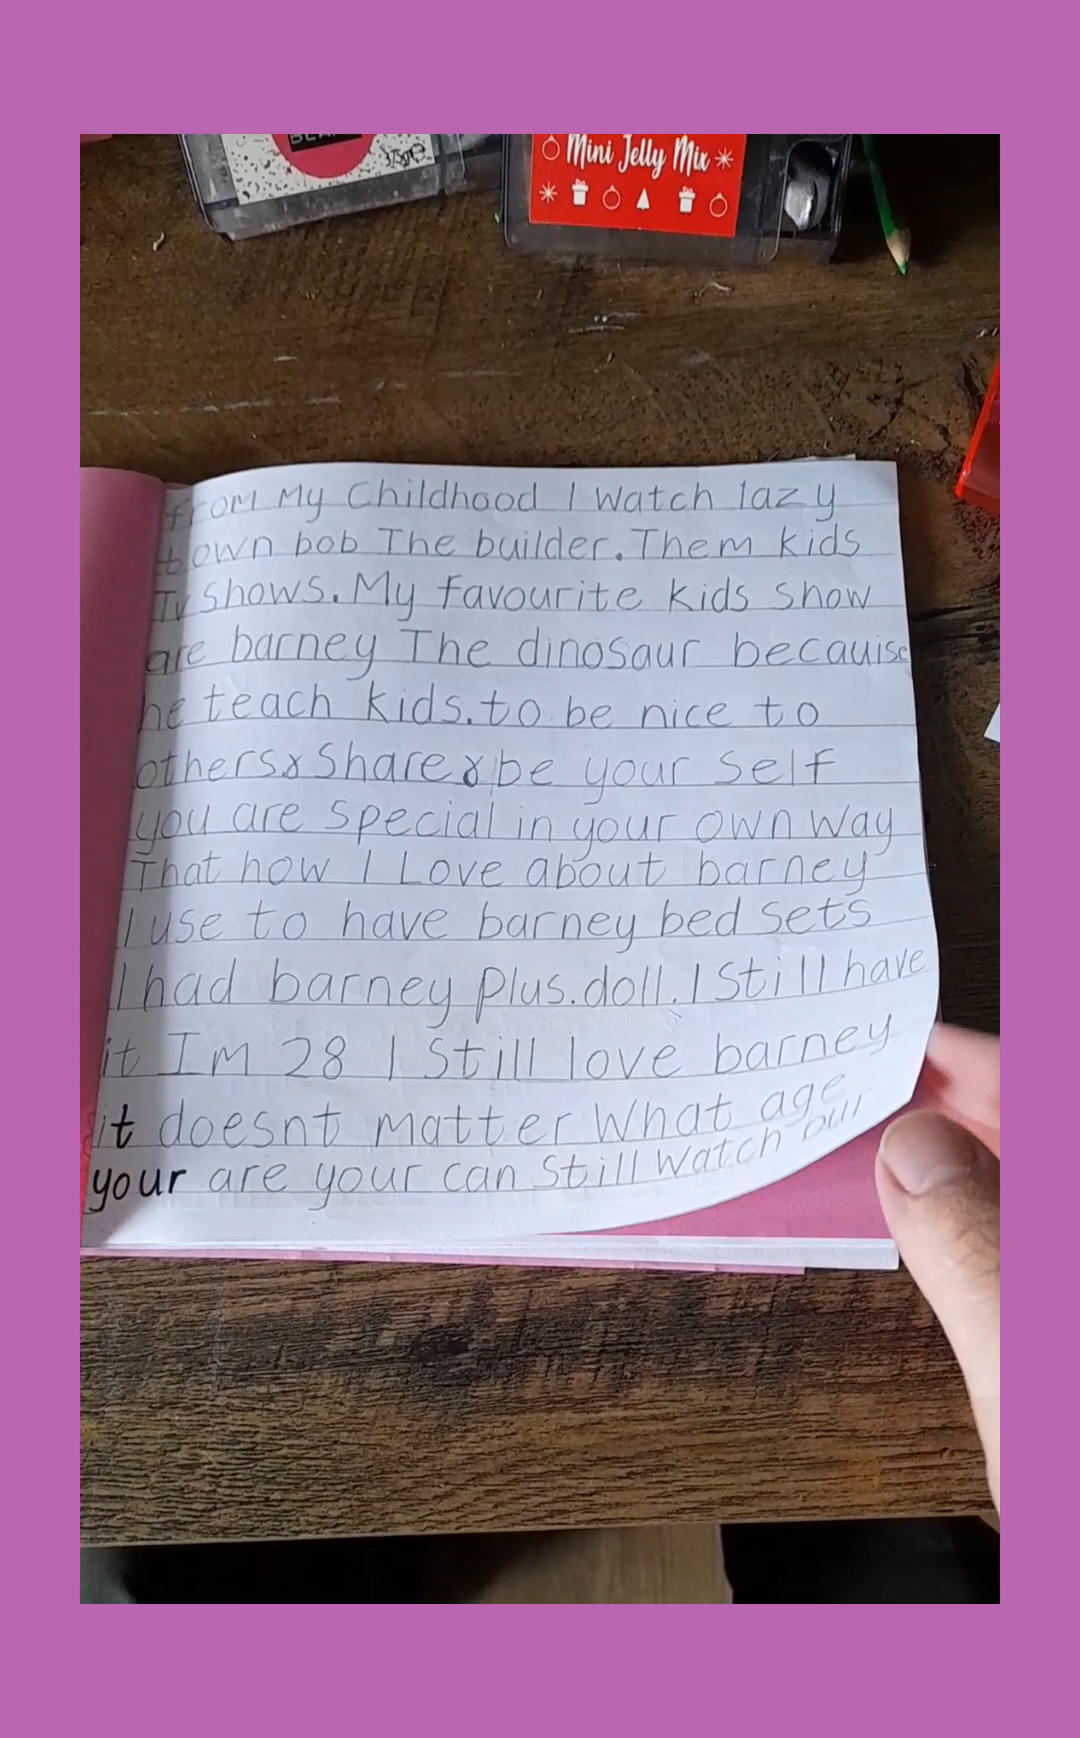 BEA
375g e
Mini Jelly Mix
from My Childhood I Watch lazy
town bob The builder. Them kids
Tv Shows. My favourite kids Show
are barney The dinosaur becauise
he teach kids. to be nice to
others & Share & be your Self
you are Special in your own way
That how I Love about barney
I use to have barney bed Sets
I had barney Plus. doll. I Still have
it Im 28 I Still love barney
it doesnt matter What age
your are your can Still Watch our